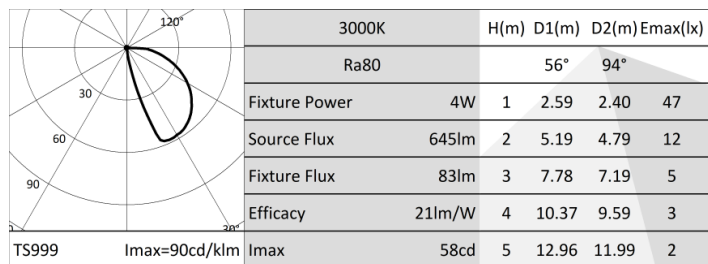 120°
30
60
90
30°
TS999 Imax=90cd/klm
3000K H(m) D1(m) D2(m) Emax(lx)
Ra80 56° 94°
Fixture Power 4W 1 2.59 2.40 47
Source Flux 645lm 2 5.19 4.79 12
Fixture Flux 83lm 3 7.78 7.19 5
Efficacy 21lm/W 4 10.37 9.59 3
Imax 58cd 5 12.96 11.99 2